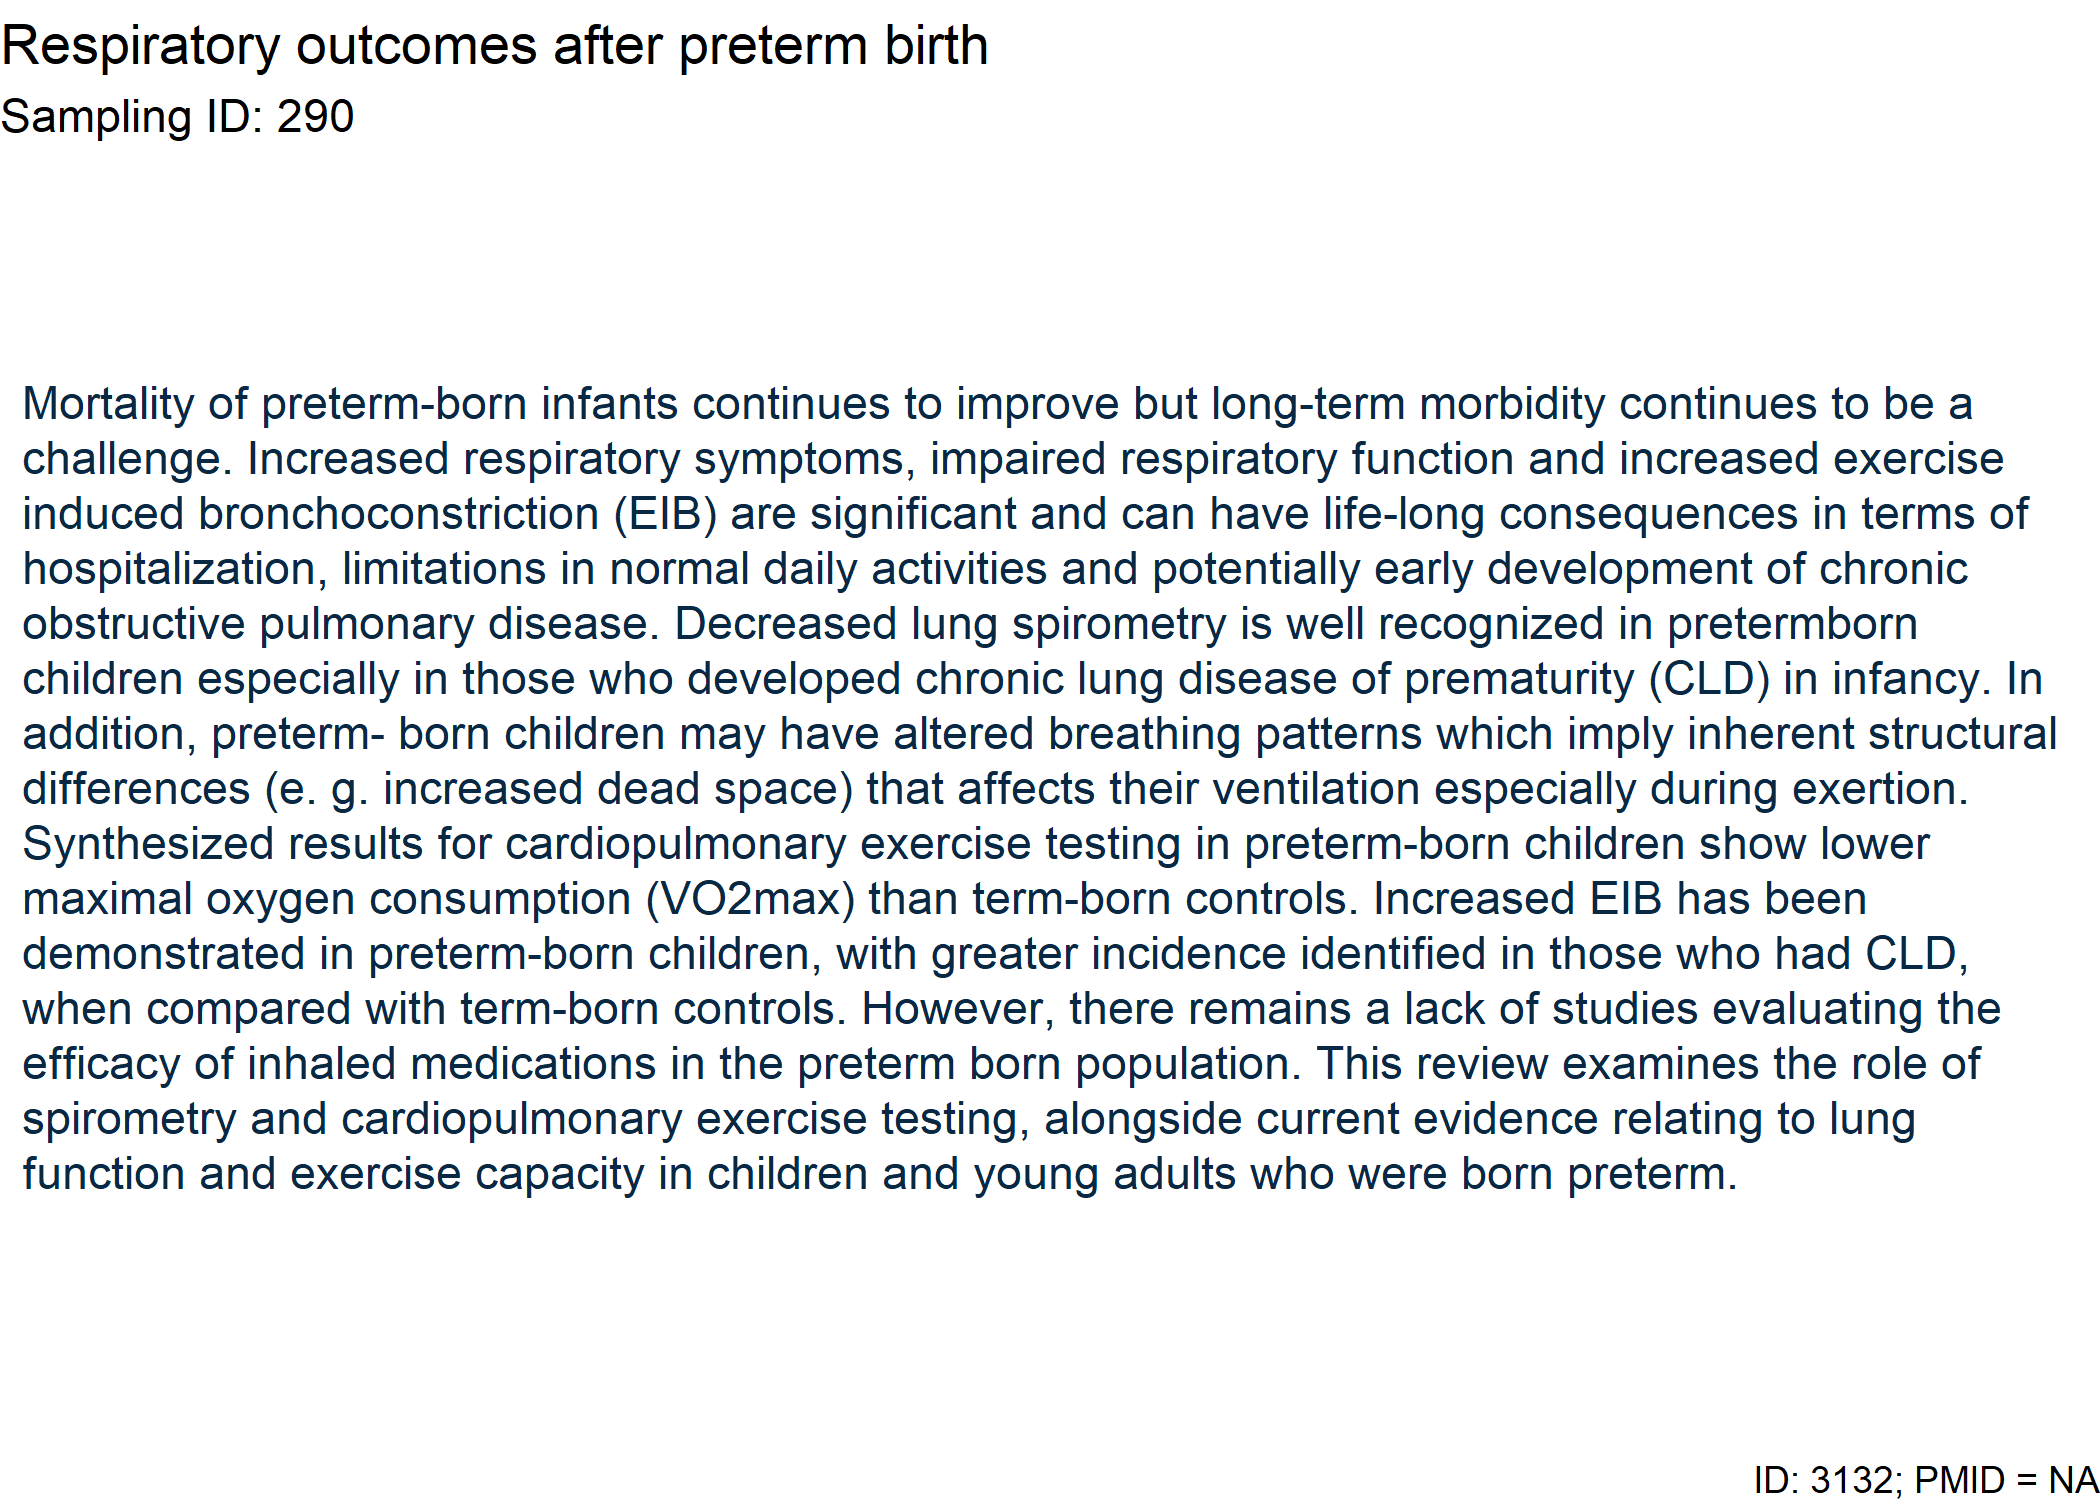 Respiratory outcomes after preterm birth
Sampling ID: 290
Mortality of preterm-born infants continues to improve but long-term morbidity continues to be a
challenge. Increased respiratory symptoms, impaired respiratory function and increased exercise
induced bronchoconstriction (EIB) are significant and can have life-long consequences in terms of
hospitalization, limitations in normal daily activities and potentially early development of chronic
obstructive pulmonary disease. Decreased lung spirometry is well recognized in pretermborn
children especially in those who developed chronic lung disease of prematurity (CLD) in infancy. In
addition, preterm- born children may have altered breathing patterns which imply inherent structural
differences (e. g. increased dead space) that affects their ventilation especially during exertion.
Synthesized results for cardiopulmonary exercise testing in preterm-born children show lower
maximal oxygen consumption (VO2max) than term-born controls. Increased EIB has been
demonstrated in preterm-born children, with greater incidence identified in those who had CLD,
when compared with term-born controls. However, there remains a lack of studies evaluating the
efficacy of inhaled medications in the preterm born population. This review examines the role of
spirometry and cardiopulmonary exercise testing, alongside current evidence relating to lung
function and exercise capacity in children and young adults who were born preterm.
ID: 3132; PMID = NA